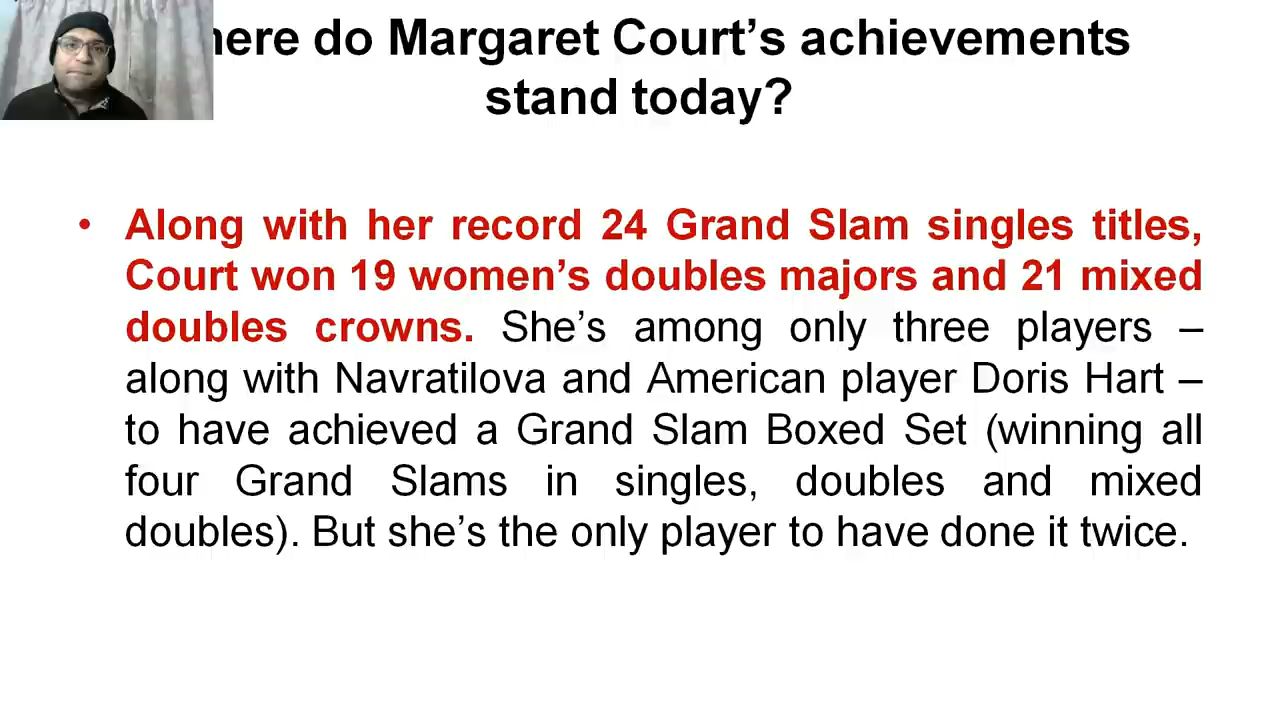 here do Margaret Court’s achievements
stand today?
• Along with her record 24 Grand Slam singles titles,
Court won 19 women’s doubles majors and 21 mixed
doubles crowns. She’s among only three players –
along with Navratilova and American player Doris Hart –
to have achieved a Grand Slam Boxed Set (winning all
four Grand Slams in singles, doubles and mixed
doubles). But she’s the only player to have done it twice.